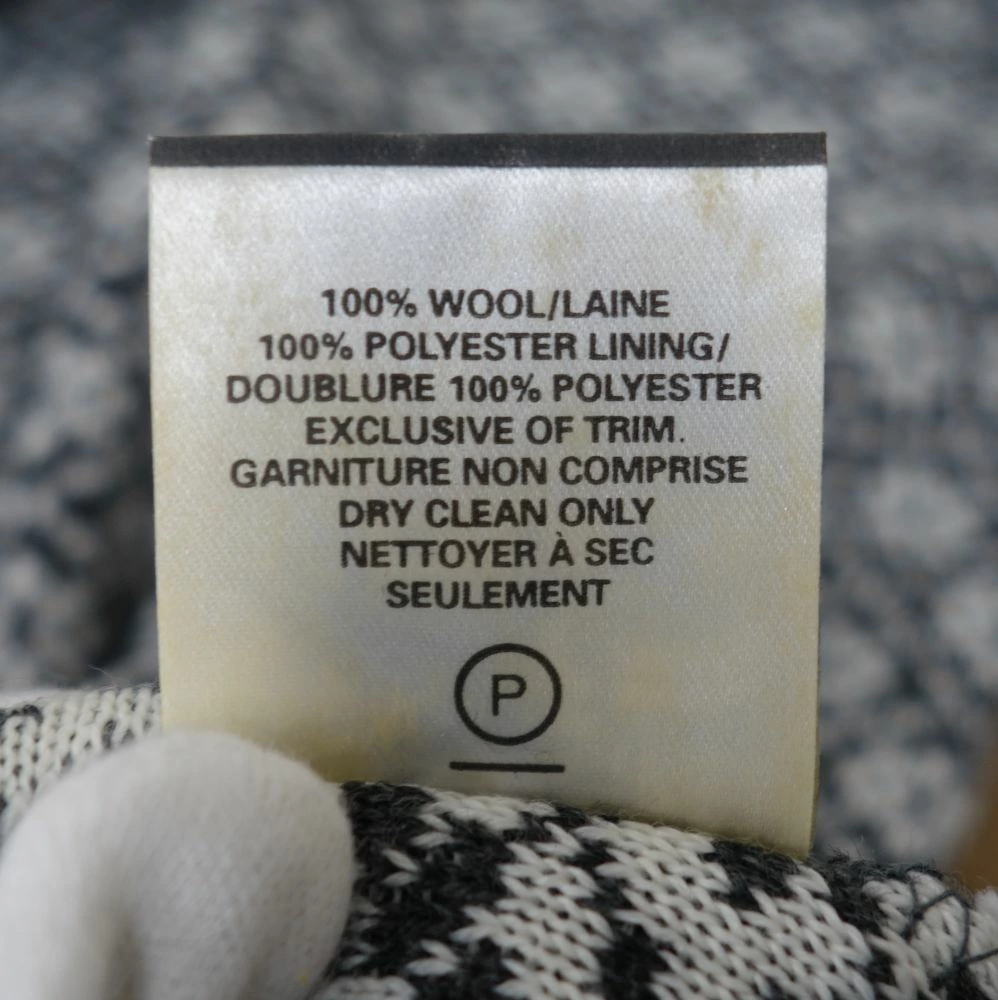 100% WOOL/LAINE
100% POLYESTER LINING/
DOUBLURE 100% POLYESTER
EXCLUSIVE OF TRIM.
GARNITURE NON COMPRISE
DRY CLEAN ONLY
NETTOYER À SEC
SEULEMENT
P